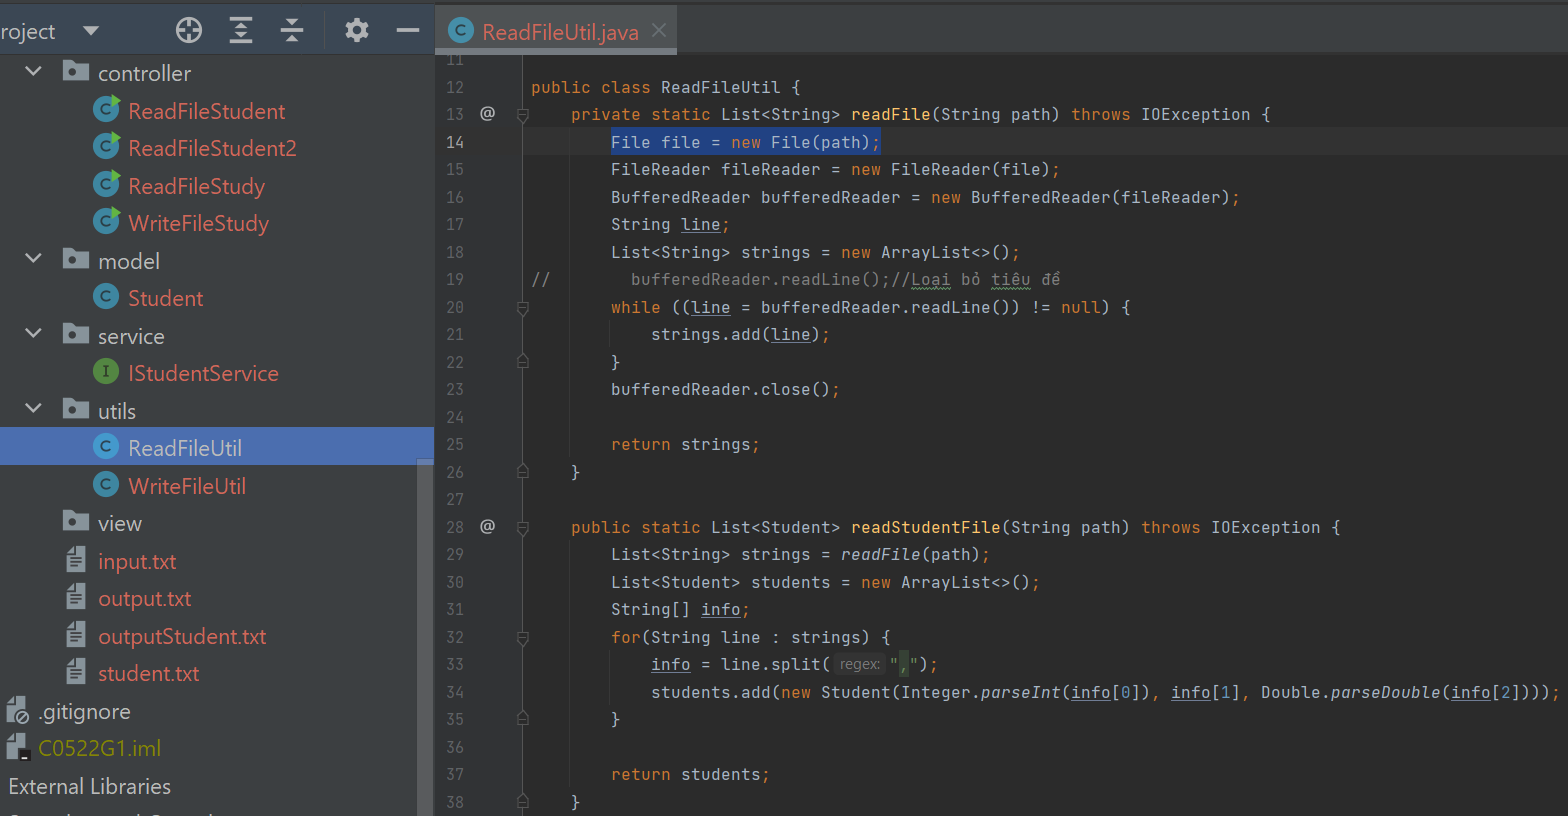 roject
controller
ReadFileStudent
ReadFileStudent2
ReadFileStudy
WriteFileStudy
model
Student
service
IStudentService
utils
ReadFileUtil
WriteFileUtil
view
input.txt
output.txt
outputStudent.txt
student.txt
.gitignore
C0522G1.iml
External Libraries
ReadFileUtil.java
11
12 public class ReadFileUtil {
13 @ private static List<String> readFile(String path) throws IOException {
14 File file = new File(path);
15 FileReader fileReader = new FileReader(file);
16 BufferedReader bufferedReader = new BufferedReader(fileReader);
17 String line;
18 List<String> strings = new ArrayList<>();
19 // bufferedReader.readLine();//Loại bỏ tiêu đề
20 while ((line = bufferedReader.readLine()) != null) {
21 strings.add(line);
22 }
23 bufferedReader.close();
24
25 return strings;
26 }
27
28 @ public static List<Student> readStudentFile(String path) throws IOException {
29 List<String> strings = readFile(path);
30 List<Student> students = new ArrayList<>();
31 String[] info;
32 for(String line : strings) {
33 info = line.split( regex: ",");
34 students.add(new Student(Integer.parseInt(info[0]), info[1], Double.parseDouble(info[2])));
35 }
36
37 return students;
38 }